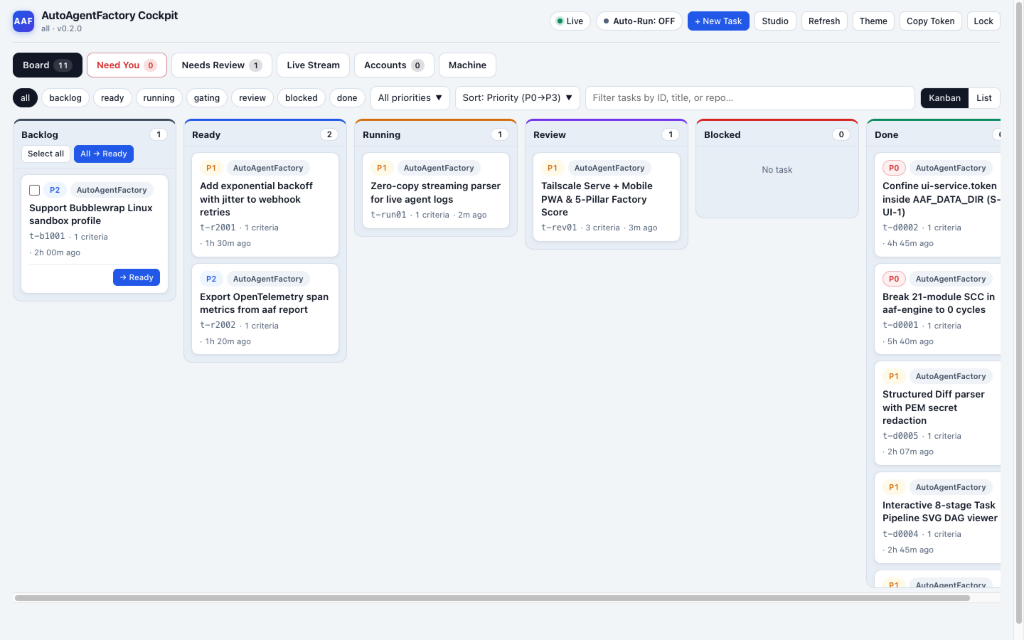 AAF
AutoAgentFactory Cockpit
all · v0.2.0
Live
Auto-Run: OFF
+ New Task
Studio
Refresh
Theme
Copy Token
Lock
Board 11
Need You 0
Needs Review 1
Live Stream
Accounts 0
Machine
all
backlog
ready
running
gating
review
blocked
done
All priorities ▼
Sort: Priority (P0→P3) ▼
Filter tasks by ID, title, or repo...
Kanban
List
Backlog 1
Select all
All → Ready
P2 AutoAgentFactory
Support Bubblewrap Linux
sandbox profile
t-b1001 · 1 criteria
· 2h 00m ago
→ Ready
Ready 2
P1 AutoAgentFactory
Add exponential backoff
with jitter to webhook
retries
t-r2001 · 1 criteria
· 1h 30m ago
P2 AutoAgentFactory
Export OpenTelemetry span
metrics from aaf report
t-r2002 · 1 criteria
· 1h 20m ago
Running 1
P1 AutoAgentFactory
Zero-copy streaming parser
for live agent logs
t-run01 · 1 criteria · 2m ago
Review 1
P1 AutoAgentFactory
Tailscale Serve + Mobile
PWA & 5-Pillar Factory
Score
t-rev01 · 3 criteria · 3m ago
Blocked 0
No task
Done
P0 AutoAgentFactory
Confine ui-service.token
inside AAF_DATA_DIR (S-
UI-1)
t-d0002 · 1 criteria
· 4h 45m ago
P0 AutoAgentFactory
Break 21-module SCC in
aaf-engine to 0 cycles
t-d0001 · 1 criteria
· 5h 40m ago
P1 AutoAgentFactory
Structured Diff parser
with PEM secret
redaction
t-d0005 · 1 criteria
· 2h 07m ago
P1 AutoAgentFactory
Interactive 8-stage Task
Pipeline SVG DAG viewer
t-d0004 · 1 criteria
· 2h 45m ago
P1 AutoAgentFactory